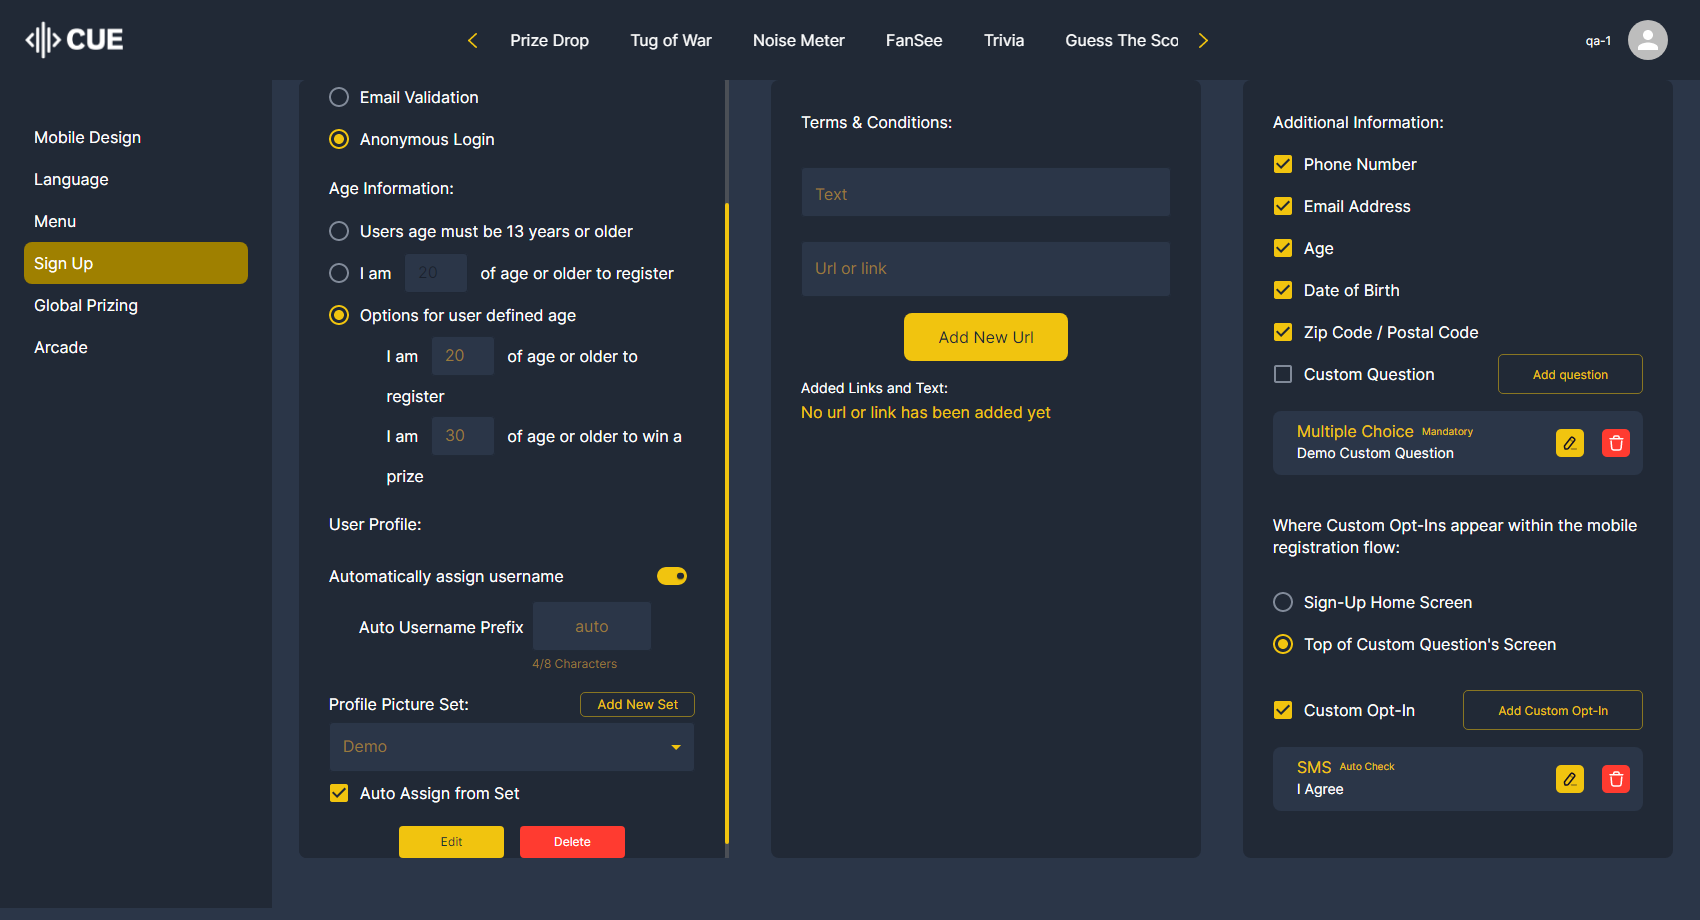 CUE
Prize Drop
Tug of War
Noise Meter
FanSee
Trivia
Guess The Sco
qa-1
Mobile Design
Language
Menu
Sign Up
Global Prizing
Arcade
Email Validation
Anonymous Login
Age Information:
Users age must be 13 years or older
I am 20 of age or older to register
Options for user defined age
I am 20 of age or older to
register
I am 30 of age or older to win a
prize
User Profile:
Automatically assign username
Auto Username Prefix auto
4/8 Characters
Profile Picture Set:
Add New Set
Demo
Auto Assign from Set
Edit
Delete
Terms & Conditions:
Text
Url or link
Add New Url
Added Links and Text:
No url or link has been added yet
Additional Information:
Phone Number
Email Address
Age
Date of Birth
Zip Code / Postal Code
Custom Question
Add question
Multiple Choice Mandatory
Demo Custom Question
Where Custom Opt-Ins appear within the mobile
registration flow:
Sign-Up Home Screen
Top of Custom Question's Screen
Custom Opt-In
Add Custom Opt-In
SMS Auto Check
I Agree